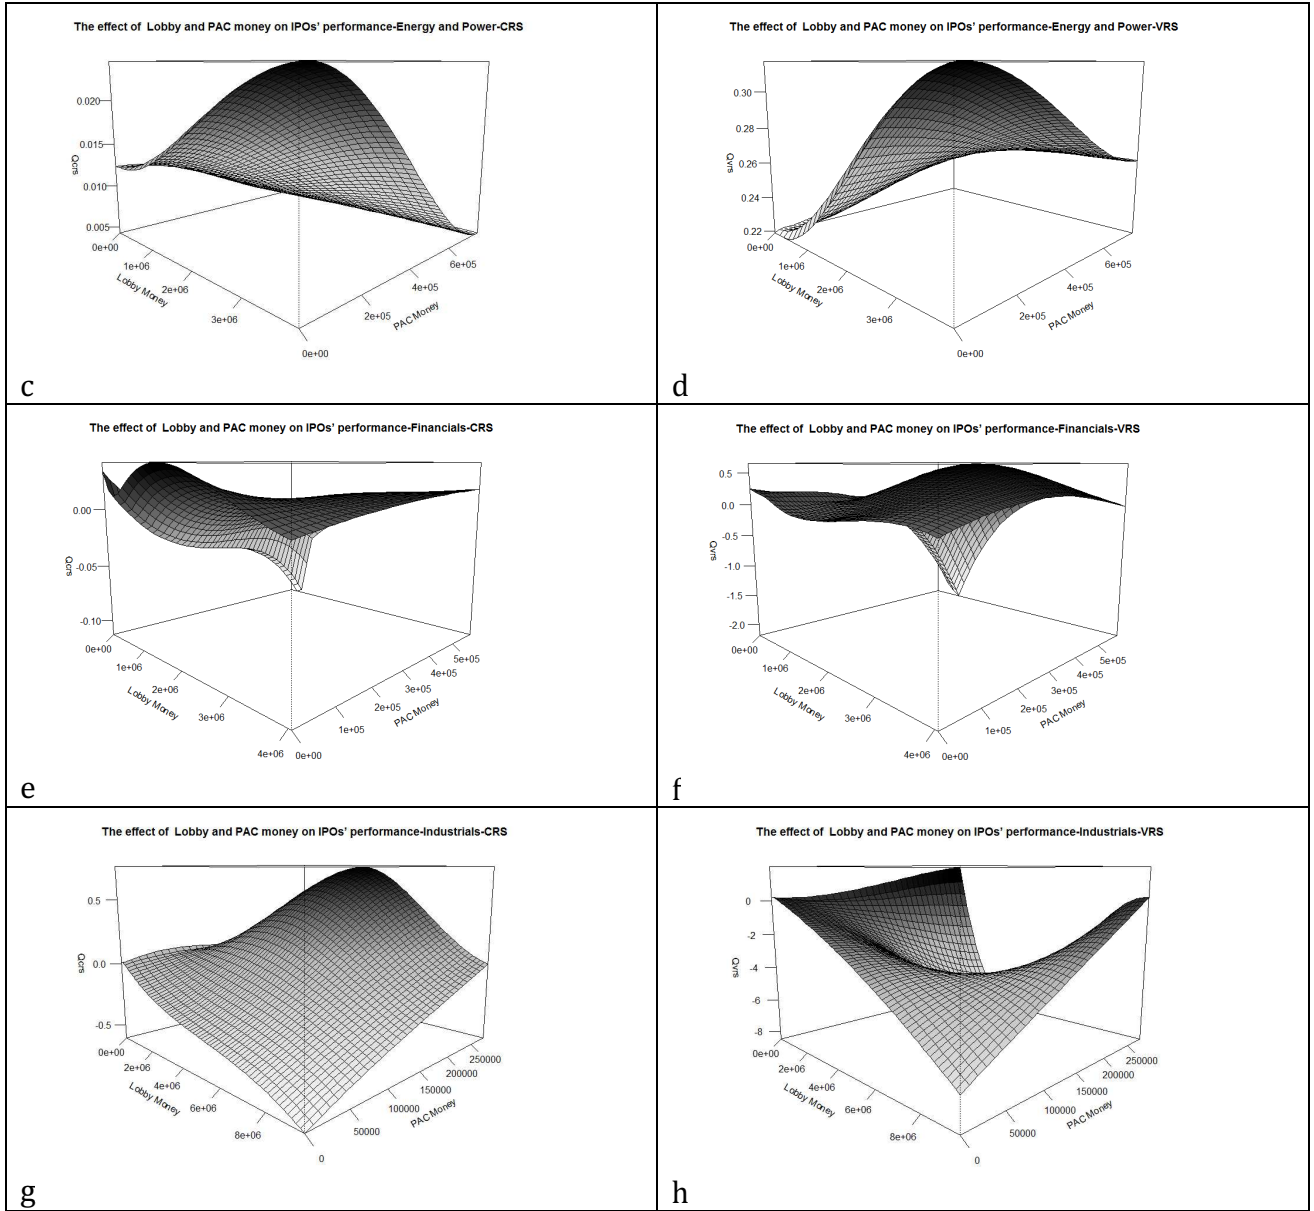 The effect of Lobby and PAC money on IPOs' performance-Energy and Power-CRS
0.020
0.015
0.010
0.005
Qcrs
0e+00
1e+06
2e+06
3e+06
Lobby Money
0e+00
2e+05
4e+05
6e+05
PAC Money
c
The effect of Lobby and PAC money on IPOs' performance-Energy and Power-VRS
0.30
0.28
0.26
0.24
0.22
Qvrs
0e+00
1e+06
2e+06
3e+06
Lobby Money
0e+00
2e+05
4e+05
6e+05
PAC Money
d
The effect of Lobby and PAC money on IPOs' performance-Financials-CRS
0.00
-0.05
-0.10
Qcrs
0e+00
1e+06
2e+06
3e+06
4e+06
Lobby Money
0e+00
1e+05
2e+05
3e+05
4e+05
5e+05
PAC Money
e
The effect of Lobby and PAC money on IPOs' performance-Financials-VRS
0.5
0.0
-0.5
-1.0
-1.5
-2.0
Qvrs
0e+00
1e+06
2e+06
3e+06
4e+06
Lobby Money
0e+00
1e+05
2e+05
3e+05
4e+05
5e+05
PAC Money
f
The effect of Lobby and PAC money on IPOs' performance-Industrials-CRS
0.5
0.0
-0.5
Qcrs
0e+00
2e+06
4e+06
6e+06
8e+06
Lobby Money
0
50000
100000
150000
200000
250000
PAC Money
g
The effect of Lobby and PAC money on IPOs' performance-Industrials-VRS
0
-2
-4
-6
-8
Qvrs
0e+00
2e+06
4e+06
6e+06
8e+06
Lobby Money
0
50000
100000
150000
200000
250000
PAC Money
h